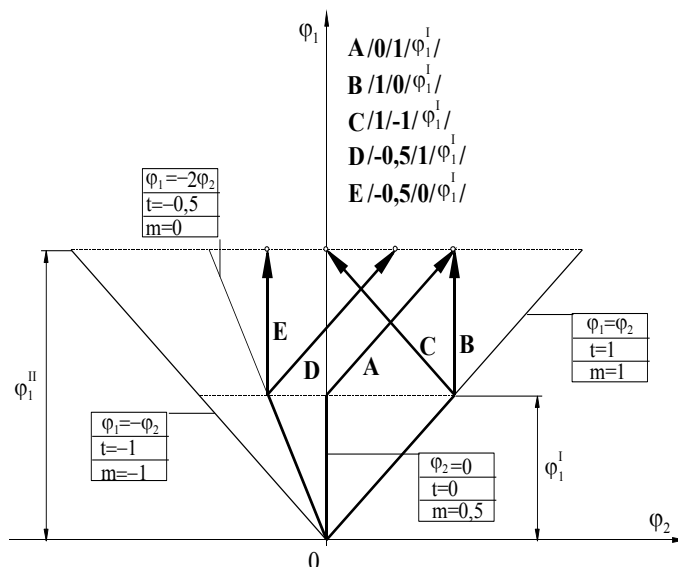 φ₁
A/0/1/φ₁ᴵ/
B/1/0/φ₁ᴵ/
C/1/-1/φ₁ᴵ/
D/-0,5/1/φ₁ᴵ/
E/-0,5/0/φ₁ᴵ/
φ₁=−2φ₂
t=−0,5
m=0
E
D
A
C
B
φ₁=φ₂
t=1
m=1
φ₁ᴵᴵ
φ₁=−φ₂
t=−1
m=−1
φ₂=0
t=0
m=0,5
φ₁ᴵ
0
φ₂